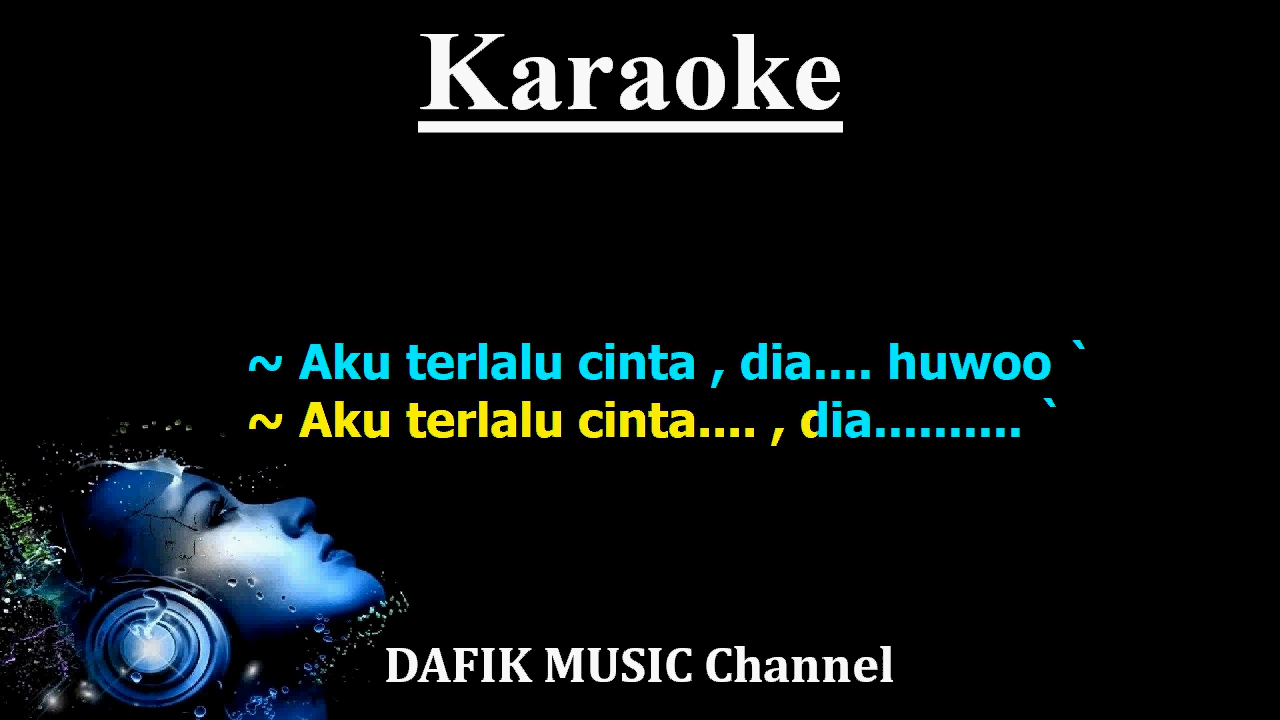 Karaoke
~ Aku terlalu cinta , dia.... huwoo `
~ Aku terlalu cinta.... , dia.......... `
DAFIK MUSIC Channel